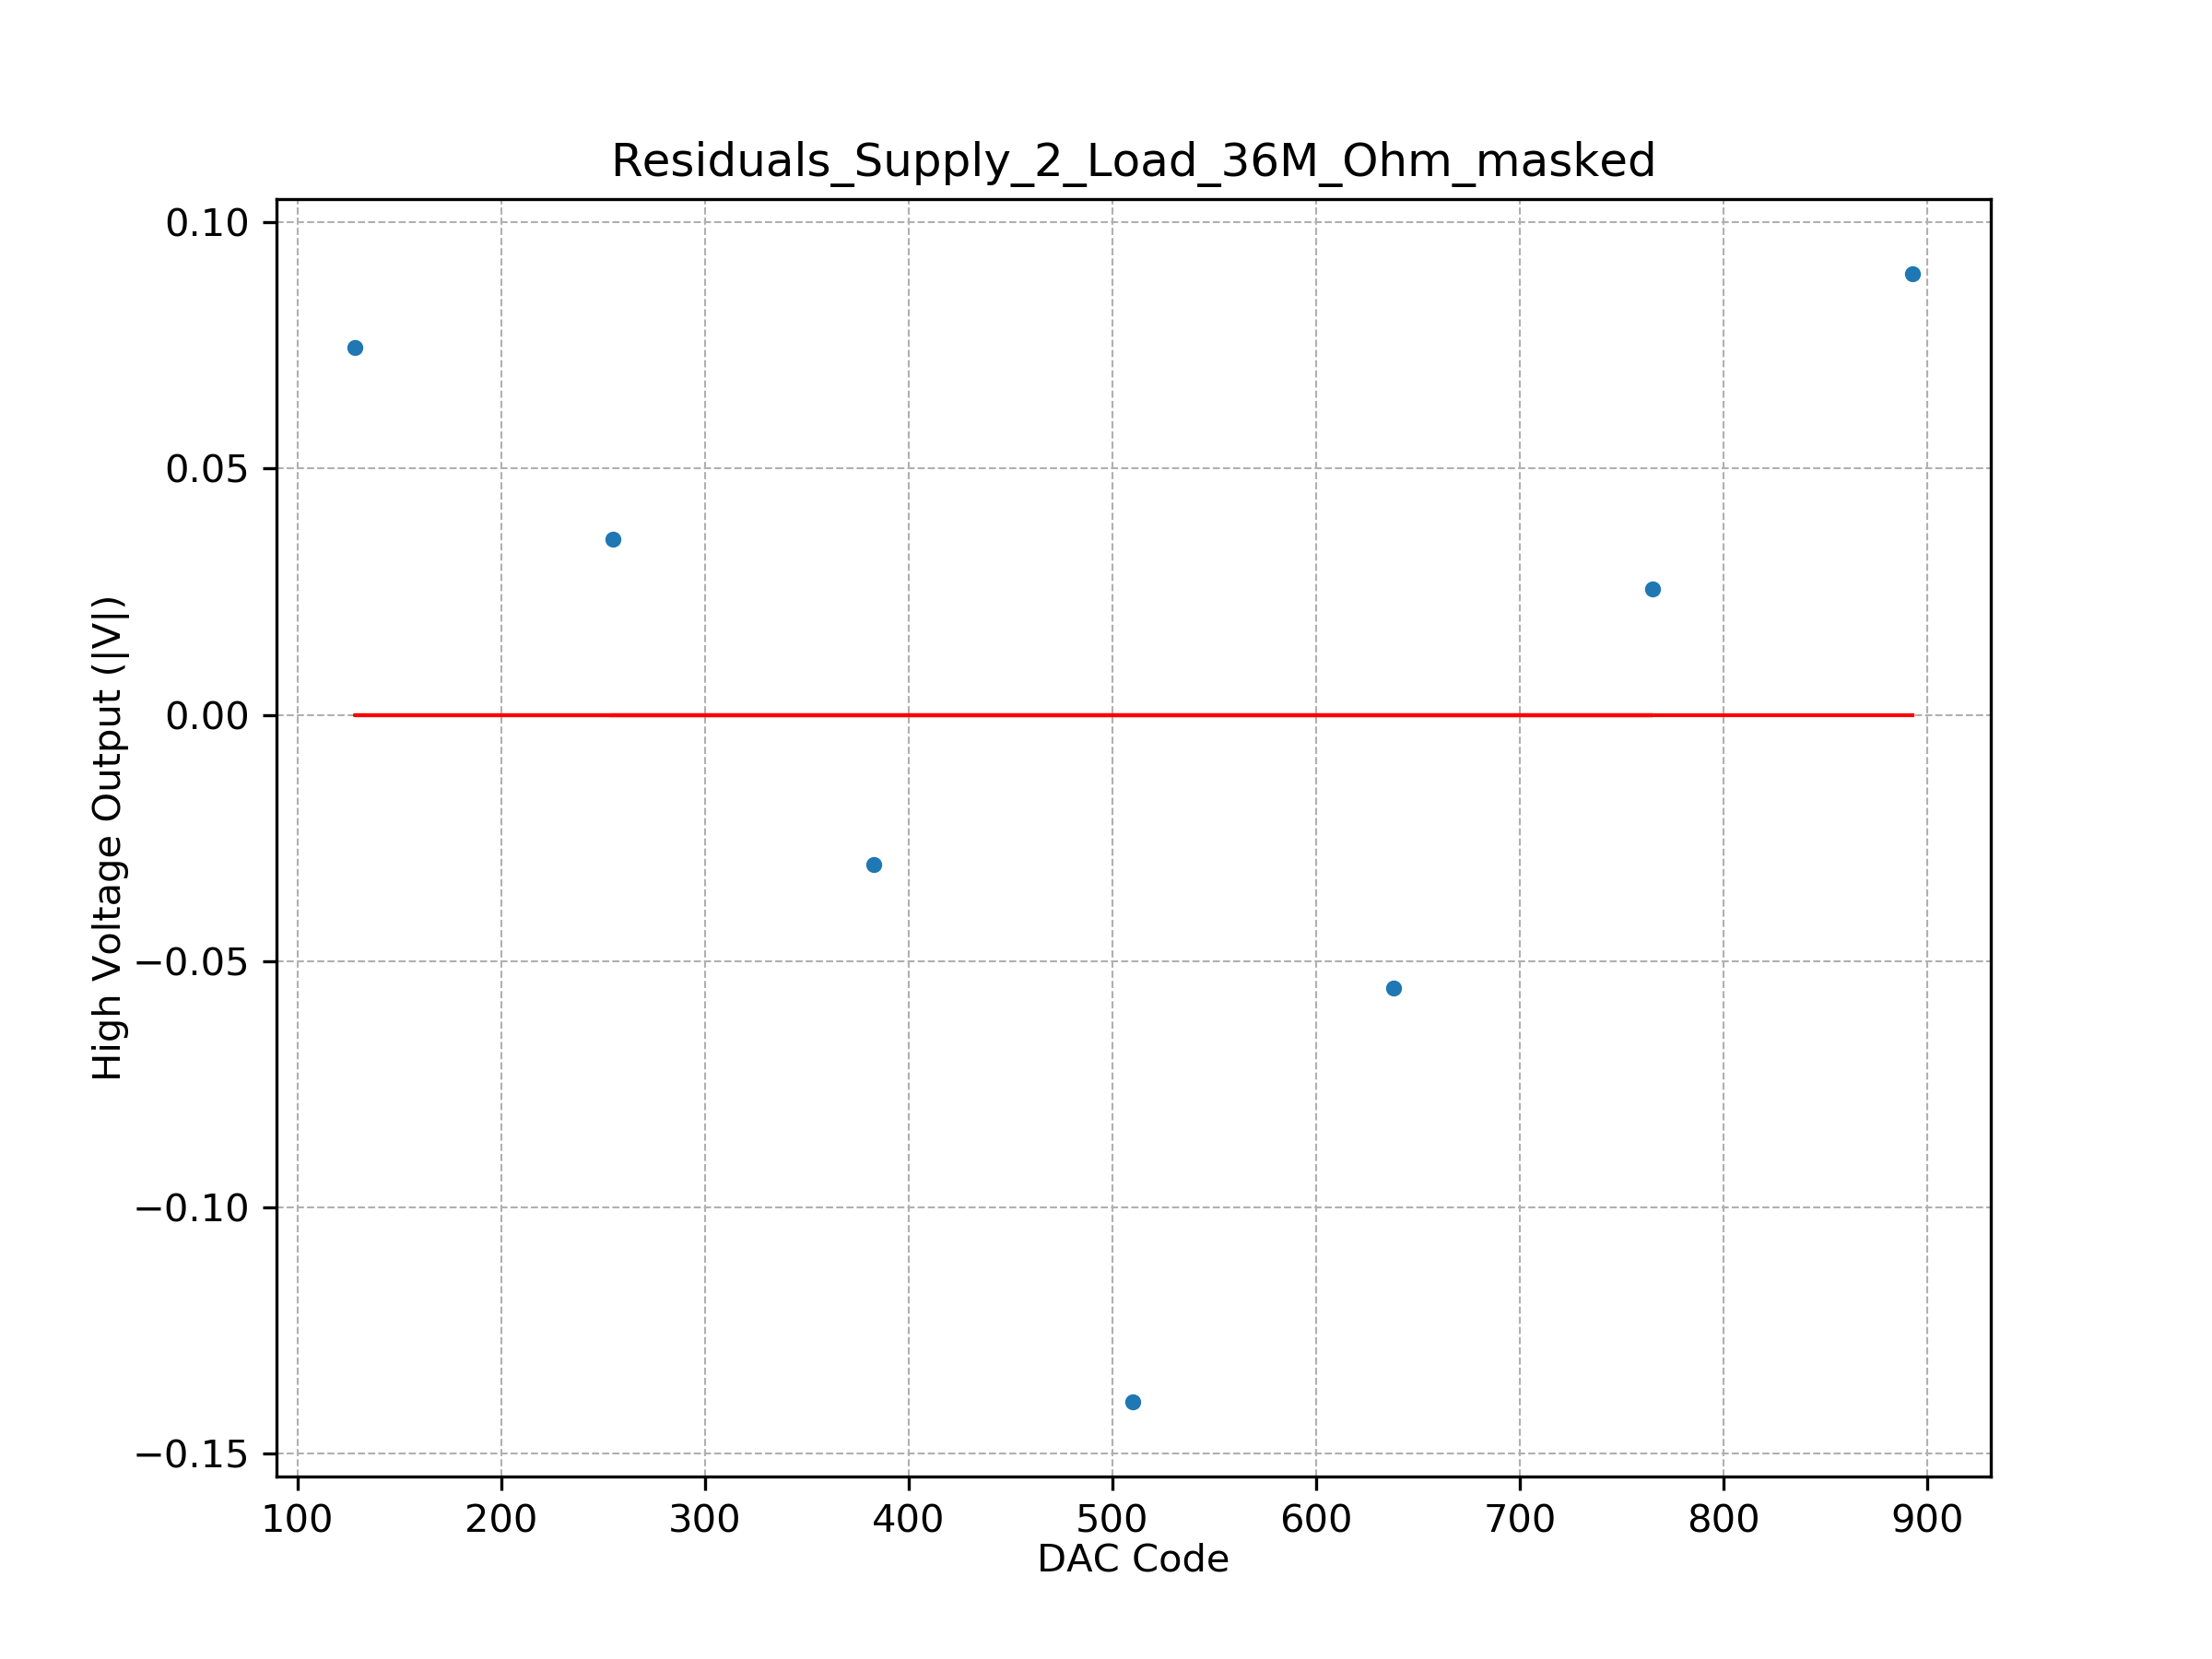 Residuals_Supply_2_Load_36M_Ohm_masked
High Voltage Output (|V|)
0.10
0.05
0.00
−0.05
−0.10
−0.15
100 200 300 400 500 600 700 800 900
DAC Code